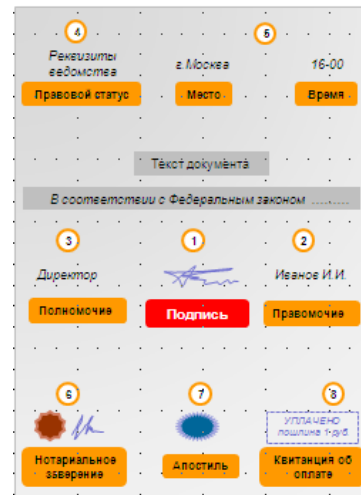 4
5
Реквизиты
ведомства
г. Москва
16-00
Правовой статус
Место
Время
Текст документа
В соответствии с Федеральным законом ..........
3
1
2
Директор
Иванов И.И.
Полномочие
Подпись
Правомочие
6
7
8
УПЛАЧЕНО
пошлина 1-руб
Нотариальное
заверение
Апостиль
Квитанция об
оплате